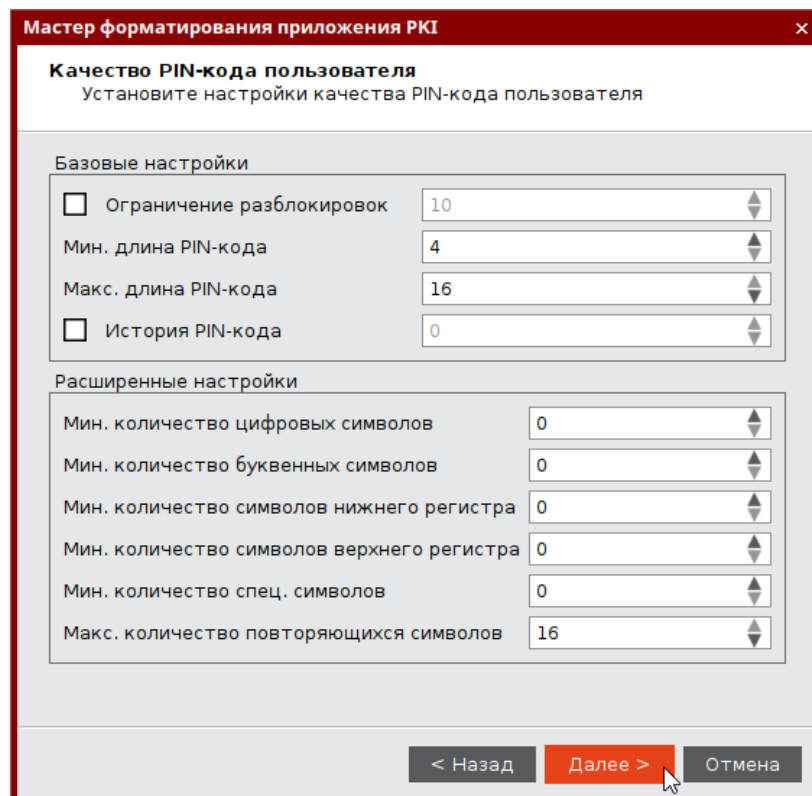 Мастер форматирования приложения PKI
Качество PIN-кода пользователя
Установите настройки качества PIN-кода пользователя
Базовые настройки
Ограничение разблокировок 10
Мин. длина PIN-кода 4
Макс. длина PIN-кода 16
История PIN-кода 0
Расширенные настройки
Мин. количество цифровых символов 0
Мин. количество буквенных символов 0
Мин. количество символов нижнего регистра 0
Мин. количество символов верхнего регистра 0
Мин. количество спец. символов 0
Макс. количество повторяющихся символов 16
< Назад Далее > Отмена